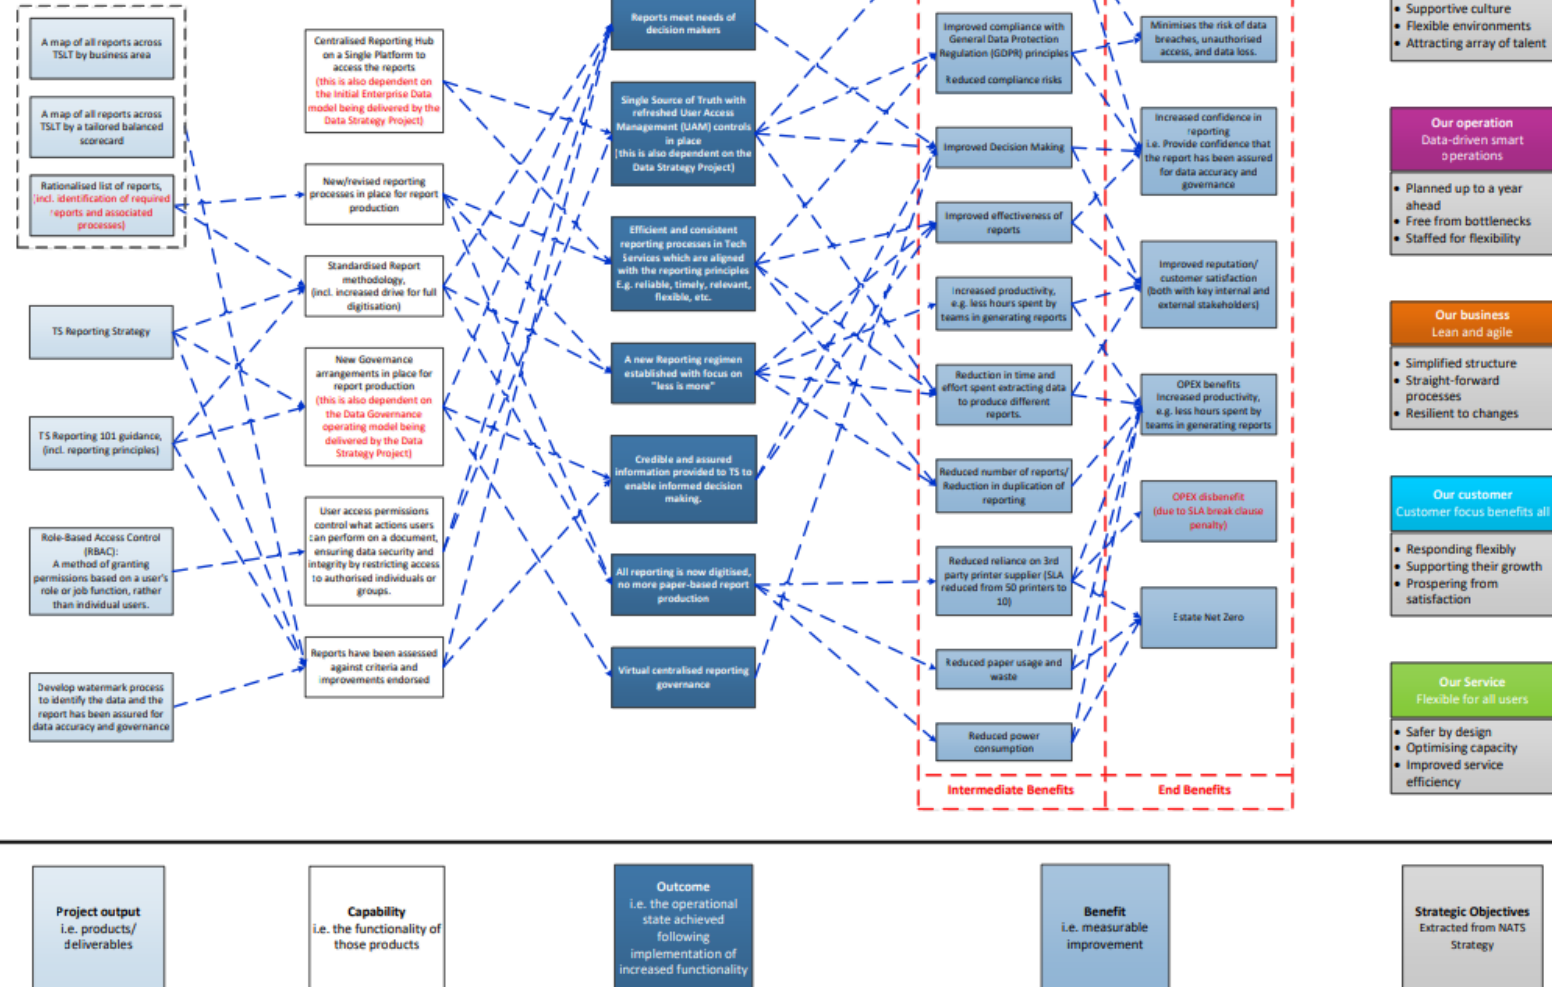 A map of all reports across
TSLT by business area
A map of all reports across
TSLT by a tailored balanced
scorecard
Rationalised list of reports,
(incl. identification of required
reports and associated
processes)
TS Reporting Strategy
TS Reporting 101 guidance,
(incl. reporting principles)
Role-Based Access Control
(RBAC):
A method of granting
permissions based on a user's
role or job function, rather
than individual users.
Develop watermark process
to identify the data and the
report has been assured for
data accuracy and governance
Centralised Reporting Hub
on a Single Platform to
access the reports
(this is also dependent on
the Initial Enterprise Data
model being delivered by the
Data Strategy Project)
New/revised reporting
processes in place for report
production
Standardised Report
methodology,
(incl. increased drive for full
digitisation)
New Governance
arrangements in place for
report production
(this is also dependent on
the Data Governance
operating model being
delivered by the Data
Strategy Project)
User access permissions
control what actions users
can perform on a document,
ensuring data security and
integrity by restricting access
to authorised individuals or
groups.
Reports have been assessed
against criteria and
improvements endorsed
Reports meet needs of
decision makers
Single Source of Truth with
refreshed User Access
Management (UAM) controls
in place
(this is also dependent on the
Data Strategy Project)
Efficient and consistent
reporting processes in Tech
Services which are aligned
with the reporting principles
E.g. reliable, timely, relevant,
flexible, etc.
A new Reporting regimen
established with focus on
"less is more"
Credible and assured
information provided to TS to
enable informed decision
making.
All reporting is now digitised,
no more paper-based report
production
Virtual centralised reporting
governance
Improved compliance with
General Data Protection
Regulation (GDPR) principles
Reduced compliance risks
Improved Decision Making
Improved effectiveness of
reports
Increased productivity,
e.g. less hours spent by
teams in generating reports
Reduction in time and
effort spent extracting data
to produce different
reports.
Reduced number of reports/
Reduction in duplication of
reporting
Reduced reliance on 3rd
party printer supplier (SLA
reduced from 50 printers to
10)
Reduced paper usage and
waste
Reduced power
consumption
Intermediate Benefits
Minimises the risk of data
breaches, unauthorised
access, and data loss.
Increased confidence in
reporting
i.e. Provide confidence that
the report has been assured
for data accuracy and
governance
Improved reputation/
customer satisfaction
(both with key internal and
external stakeholders)
OPEX benefits
Increased productivity,
e.g. less hours spent by
teams in generating reports
OPEX disbenefit
(due to SLA break clause
penalty)
Estate Net Zero
End Benefits
• Supportive culture
• Flexible environments
• Attracting array of talent
Our operation
Data-driven smart
operations
• Planned up to a year
ahead
• Free from bottlenecks
• Staffed for flexibility
Our business
Lean and agile
• Simplified structure
• Straight-forward
processes
• Resilient to changes
Our customer
Customer focus benefits all
• Responding flexibly
• Supporting their growth
• Prospering from
satisfaction
Our Service
Flexible for all users
• Safer by design
• Optimising capacity
• Improved service
efficiency
Project output
i.e. products/
deliverables
Capability
i.e. the functionality of
those products
Outcome
i.e. the operational
state achieved
following
implementation of
increased functionality
Benefit
i.e. measurable
improvement
Strategic Objectives
Extracted from NATS
Strategy